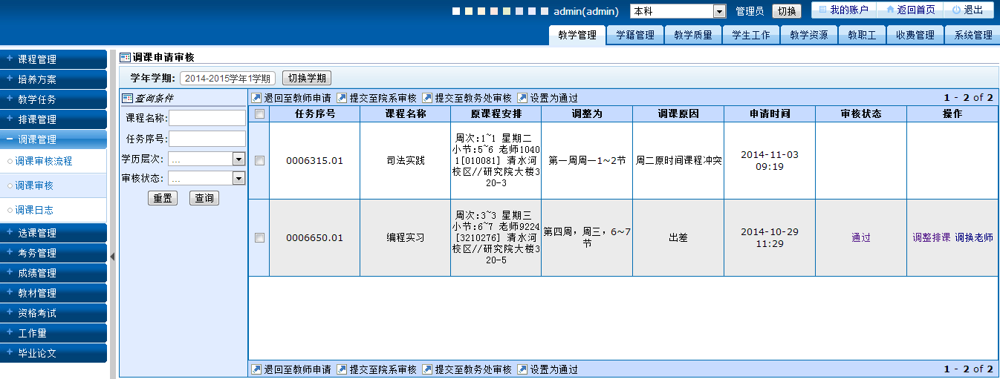 admin(admin) 本科 管理员 切换 我的账户 返回首页 退出
教学管理 学籍管理 教学质量 学生工作 教学资源 教职工 收费管理 系统管理
课程管理
培养方案
教学任务
排课管理
调课管理
调课审核流程
调课审核
调课日志
选课管理
考务管理
成绩管理
教材管理
资格考试
工作量
毕业论文
调课申请审核
学年学期: 2014-2015学年1学期 切换学期
查询条件
课程名称:
任务序号:
学历层次: ...
审核状态: ...
重置 查询
退回至教师申请 提交至院系审核 提交至教务处审核 设置为通过 1 - 2 of 2
任务序号 课程名称 原课程安排 调整为 调课原因 申请时间 审核状态 操作
0006315.01 司法实践
周次:1~1 星期二
小节:5~6 老师1040
1[010081] 清水河
校区//研究院大楼3
20-3
第一周周一1~2节
周二原时间课程冲突
2014-11-03
09:19
0006650.01 编程实习
周次:3~3 星期三
小节:6~7 老师9224
[3210276] 清水河
校区//研究院大楼3
20-5
第四周，周三，6~7
节
出差
2014-10-29
11:29
通过
调整排课 调换老师
退回至教师申请 提交至院系审核 提交至教务处审核 设置为通过 1 - 2 of 2